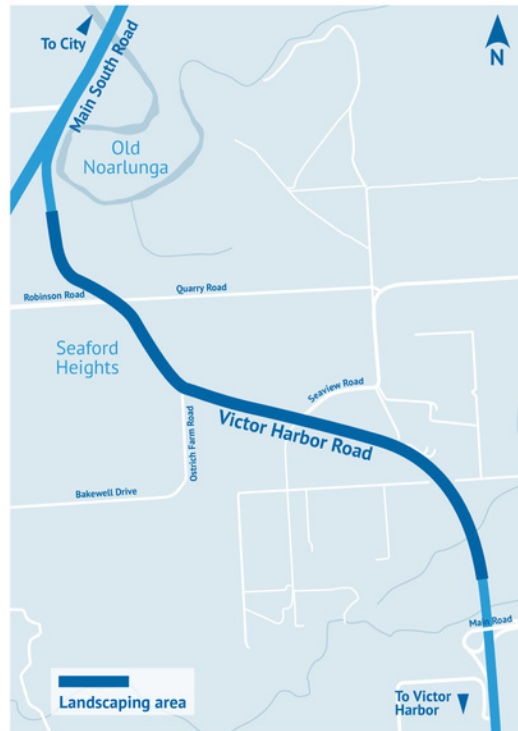 To City
Main South Road
N
Old
Noarlunga
Robinson Road
Quarry Road
Seaford
Heights
Seaview Road
Victor Harbor Road
Ostrich Farm Road
Bakewell Drive
Main Road
Landscaping area
To Victor
Harbor